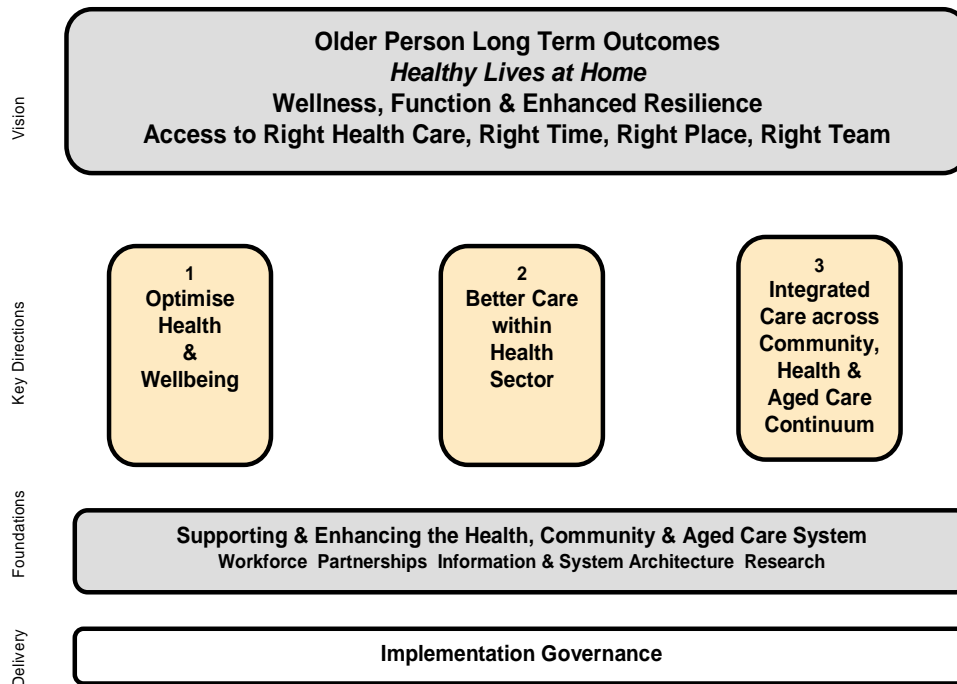 Vision
Older Person Long Term Outcomes
Healthy Lives at Home
Wellness, Function & Enhanced Resilience
Access to Right Health Care, Right Time, Right Place, Right Team
Key Directions
1
Optimise
Health
&
Wellbeing
2
Better Care
within
Health
Sector
3
Integrated
Care across
Community,
Health &
Aged Care
Continuum
Foundations
Supporting & Enhancing the Health, Community & Aged Care System
Workforce Partnerships Information & System Architecture Research
Delivery
Implementation Governance